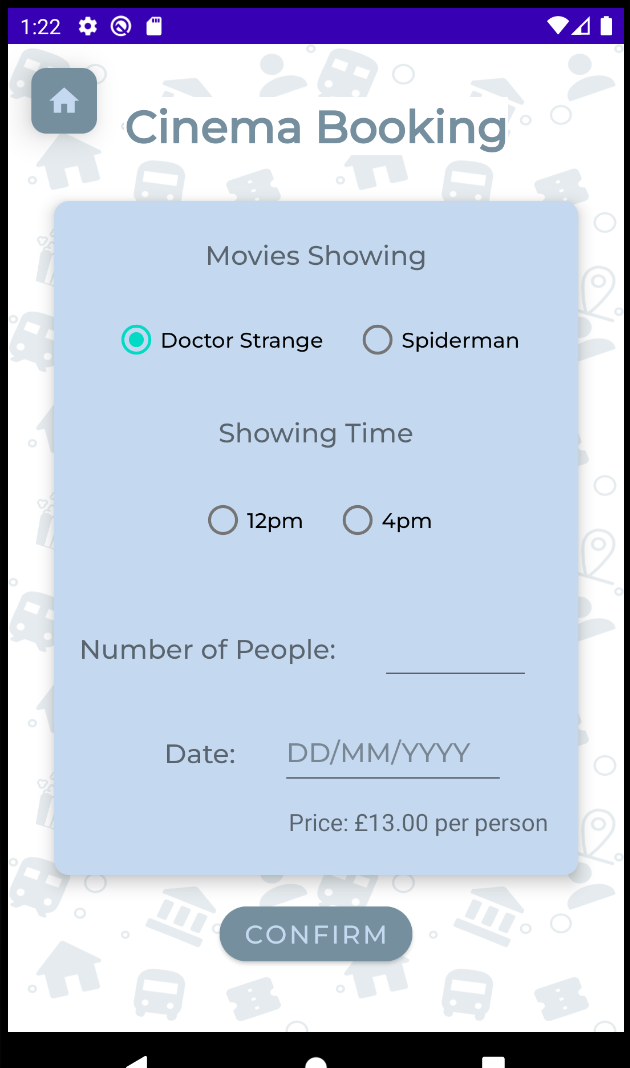 1:22
Cinema Booking
Movies Showing
Doctor Strange Spiderman
Showing Time
12pm 4pm
Number of People:
Date: DD/MM/YYYY
Price: £13.00 per person
CONFIRM